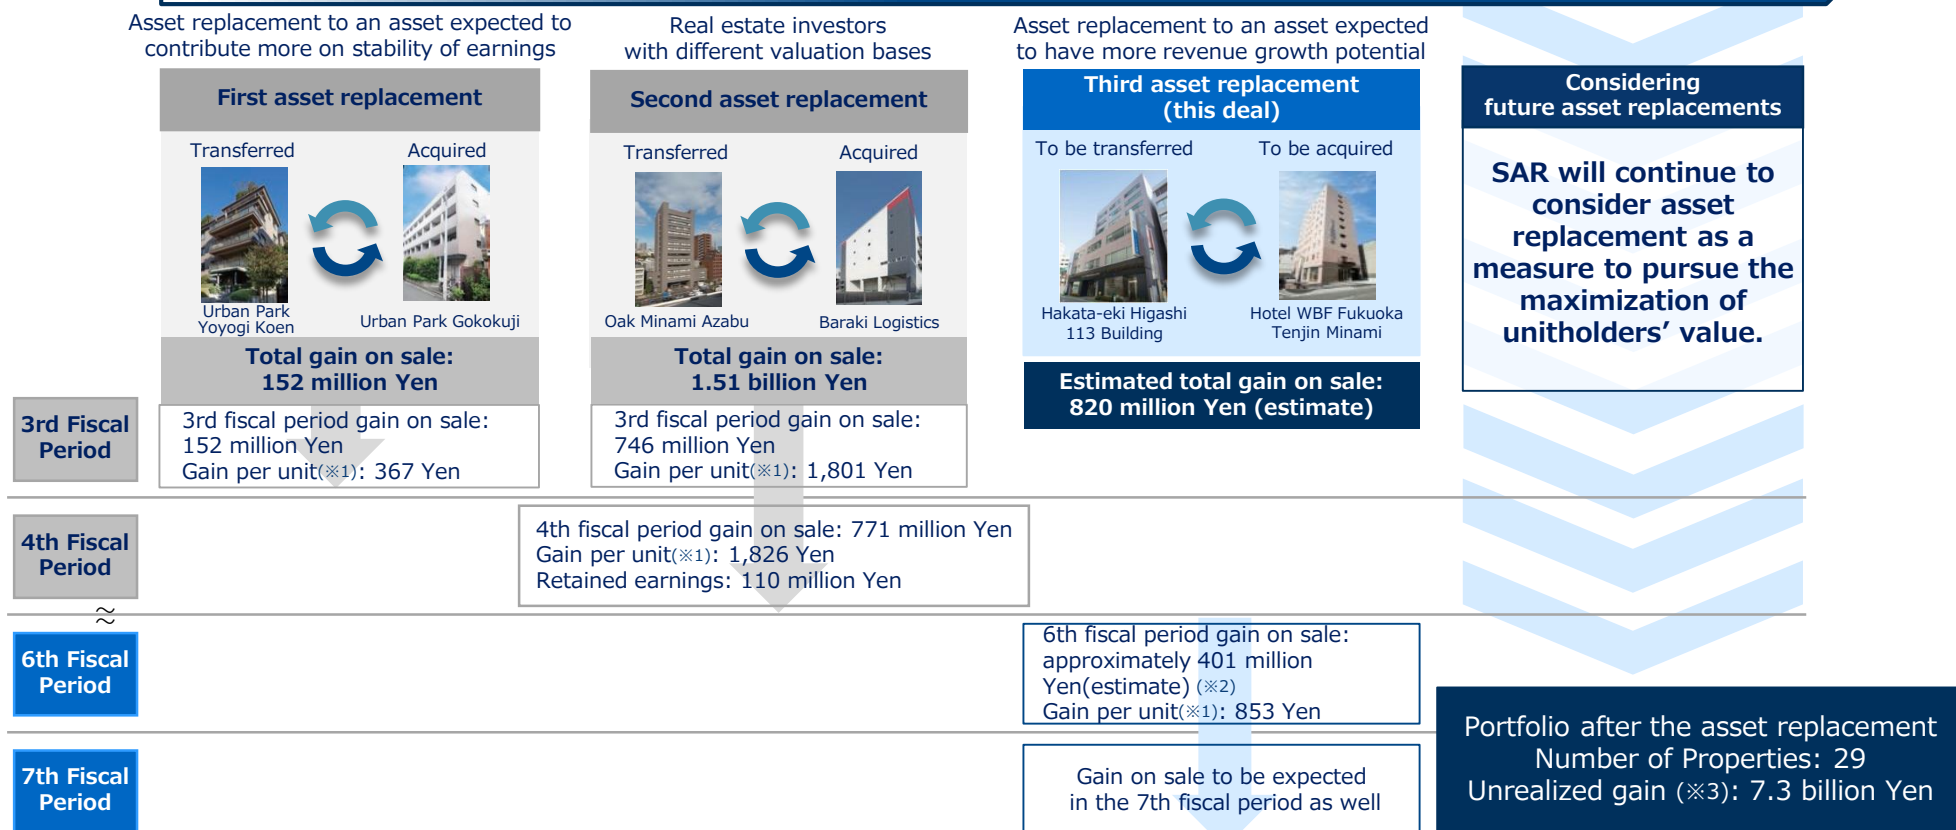 Asset replacement to an asset expected to
contribute more on stability of earnings
Real estate investors
with different valuation bases
Asset replacement to an asset expected
to have more revenue growth potential
First asset replacement
Transferred
Acquired
Urban Park
Yoyogi Koen
Urban Park Gokokuji
Total gain on sale:
152 million Yen
Second asset replacement
Transferred
Acquired
Oak Minami Azabu
Baraki Logistics
Total gain on sale:
1.51 billion Yen
Third asset replacement
(this deal)
To be transferred
To be acquired
Hakata-eki Higashi
113 Building
Hotel WBF Fukuoka
Tenjin Minami
Estimated total gain on sale:
820 million Yen (estimate)
Considering
future asset replacements
SAR will continue to
consider asset
replacement as a
measure to pursue the
maximization of
unitholders’ value.
3rd Fiscal
Period
3rd fiscal period gain on sale:
152 million Yen
Gain per unit(※1): 367 Yen
3rd fiscal period gain on sale:
746 million Yen
Gain per unit(※1): 1,801 Yen
4th Fiscal
Period
4th fiscal period gain on sale: 771 million Yen
Gain per unit(※1): 1,826 Yen
Retained earnings: 110 million Yen
≈
6th Fiscal
Period
6th fiscal period gain on sale:
approximately 401 million
Yen(estimate) (※2)
Gain per unit(※1): 853 Yen
7th Fiscal
Period
Gain on sale to be expected
in the 7th fiscal period as well
Portfolio after the asset replacement
Number of Properties: 29
Unrealized gain (※3): 7.3 billion Yen